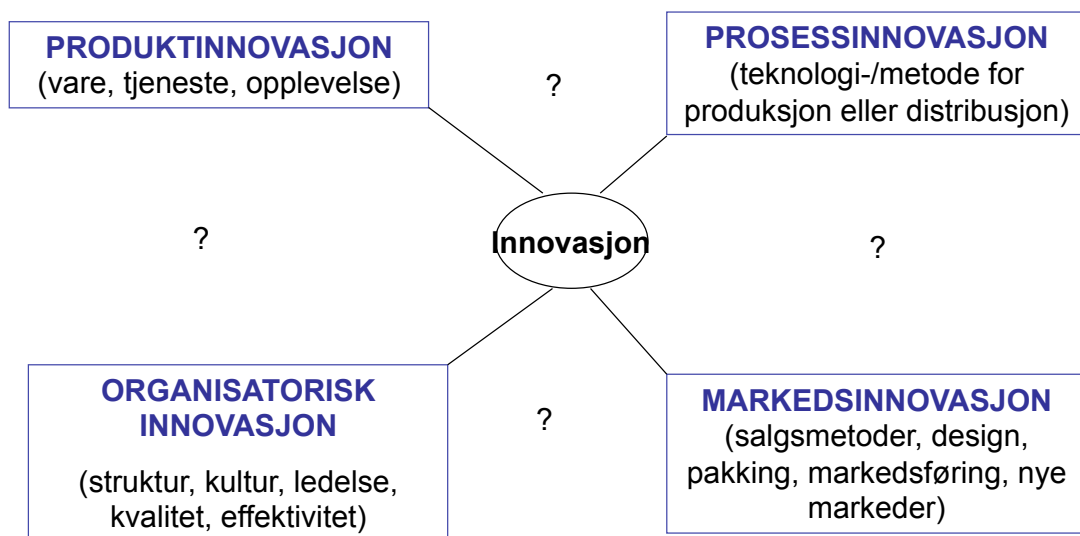 PRODUKTINNOVASJON
(vare, tjeneste, opplevelse)
?
PROSESSINNOVASJON
(teknologi-/metode for
produksjon eller distribusjon)
?
Innovasjon
?
ORGANISATORISK
INNOVASJON
(struktur, kultur, ledelse,
kvalitet, effektivitet)
?
MARKEDSINNOVASJON
(salgsmetoder, design,
pakking, markedsføring, nye
markeder)